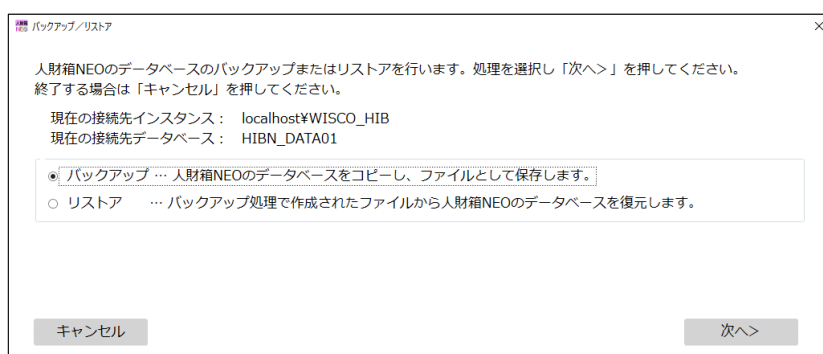 人財箱 NEO バックアップ／リストア
人財箱NEOのデータベースのバックアップまたはリストアを行います。処理を選択し「次へ>」を押してください。
終了する場合は「キャンセル」を押してください。
現在の接続先インスタンス： localhost¥WISCO_HIB
現在の接続先データベース： HIBN_DATA01
バックアップ … 人財箱NEOのデータベースをコピーし、ファイルとして保存します。
リストア … バックアップ処理で作成されたファイルから人財箱NEOのデータベースを復元します。
キャンセル 次へ>